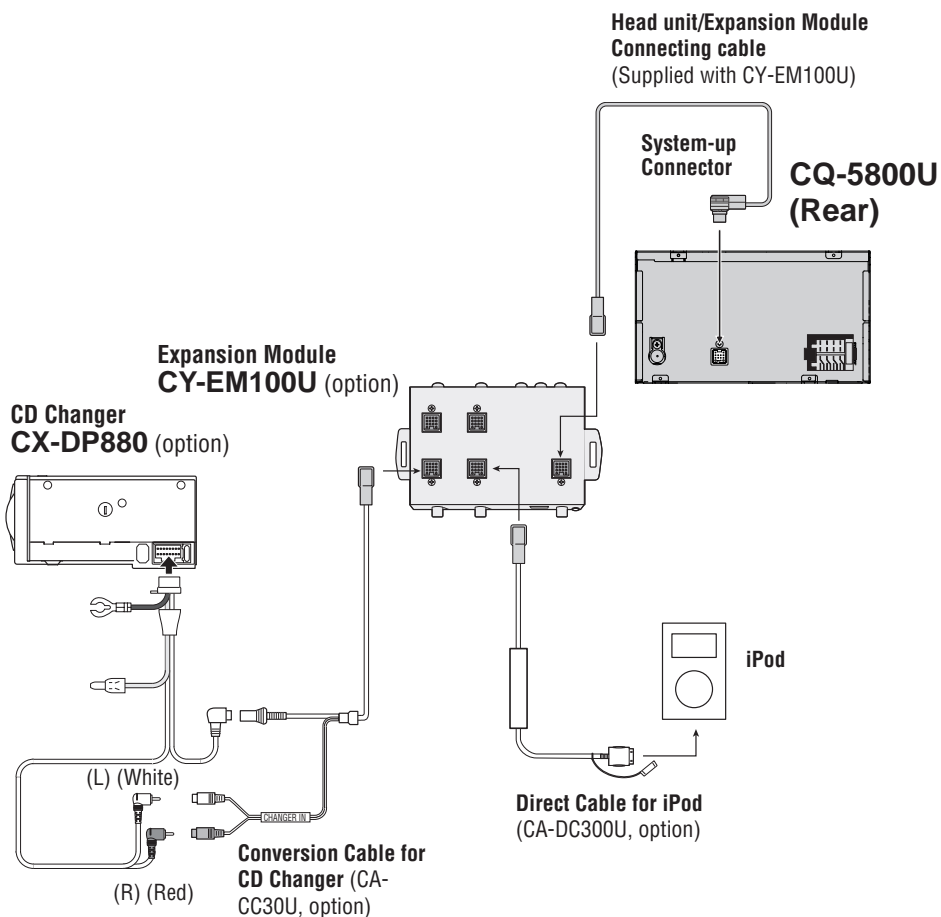 Head unit/Expansion Module
Connecting cable
(Supplied with CY-EM100U)
System-up
Connector
CQ-5800U
(Rear)
Expansion Module
CY-EM100U (option)
CD Changer
CX-DP880 (option)
iPod
(L) (White)
CHANGER IN
Direct Cable for iPod
(CA-DC300U, option)
Conversion Cable for
CD Changer (CA-
CC30U, option)
(R) (Red)